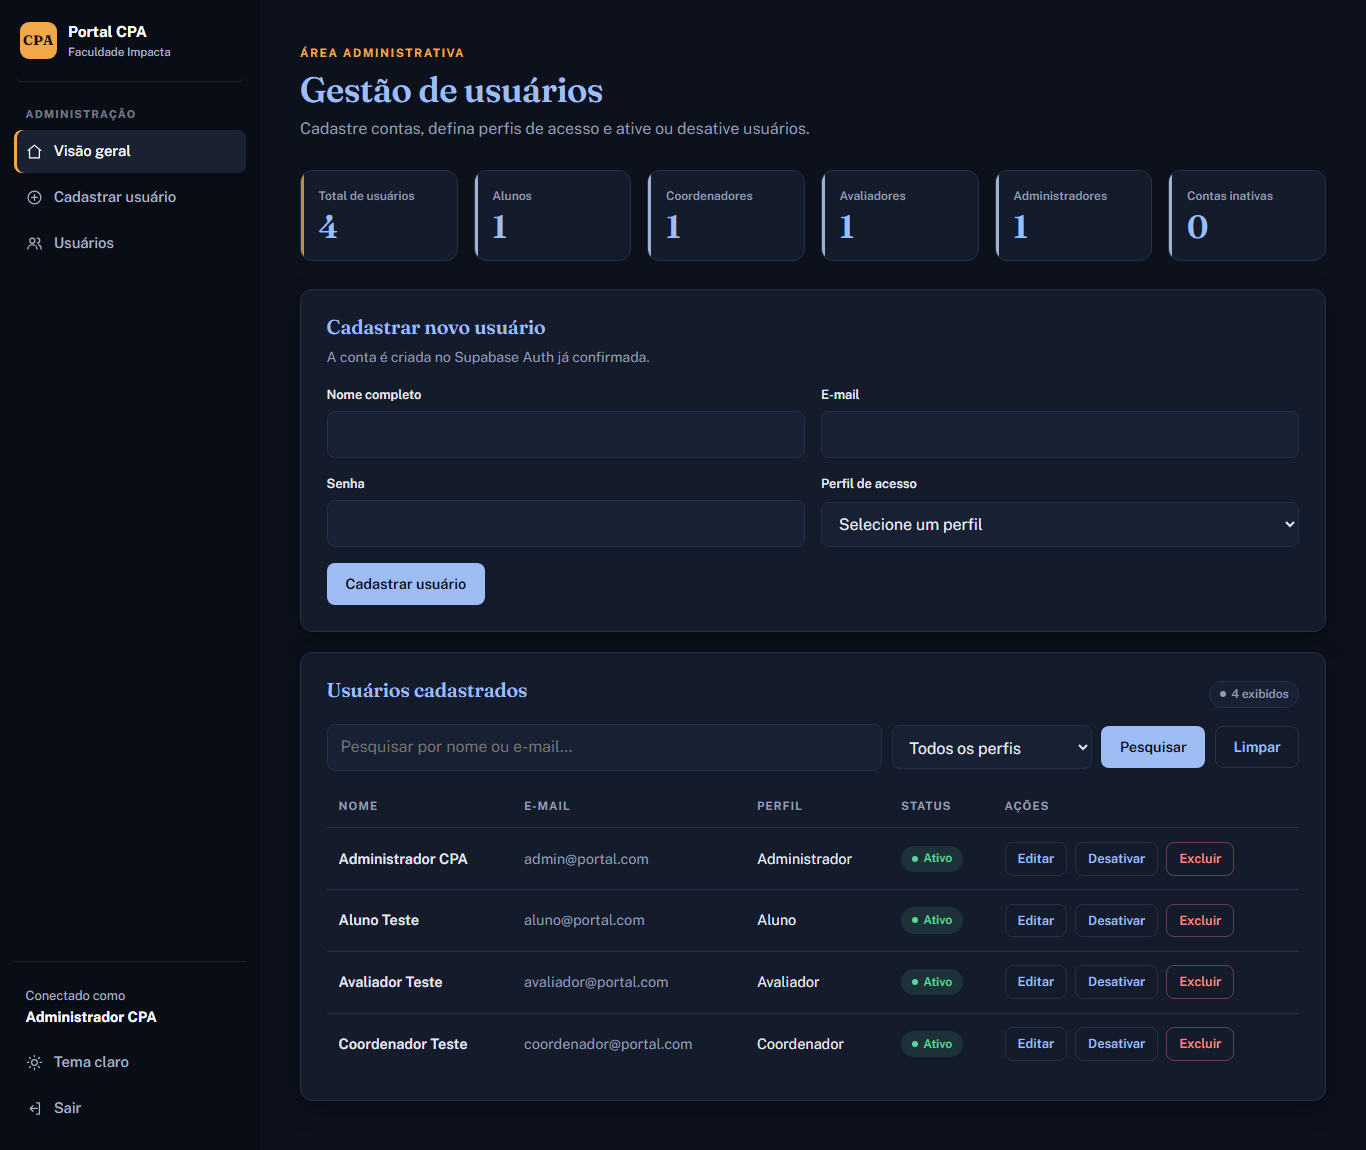 CPA
Portal CPA
Faculdade Impacta
ADMINISTRAÇÃO
Visão geral
Cadastrar usuário
Usuários
Conectado como
Administrador CPA
Tema claro
Sair
ÁREA ADMINISTRATIVA
Gestão de usuários
Cadastre contas, defina perfis de acesso e ative ou desative usuários.
Total de usuários
4
Alunos
1
Coordenadores
1
Avaliadores
1
Administradores
1
Contas inativas
0
Cadastrar novo usuário
A conta é criada no Supabase Auth já confirmada.
Nome completo
E-mail
Senha
Perfil de acesso
Selecione um perfil
Cadastrar usuário
Usuários cadastrados
4 exibidos
Pesquisar por nome ou e-mail...
Todos os perfis
Pesquisar
Limpar
NOME E-MAIL PERFIL STATUS AÇÕES
Administrador CPA admin@portal.com Administrador Ativo Editar Desativar Excluir
Aluno Teste aluno@portal.com Aluno Ativo Editar Desativar Excluir
Avaliador Teste avaliador@portal.com Avaliador Ativo Editar Desativar Excluir
Coordenador Teste coordenador@portal.com Coordenador Ativo Editar Desativar Excluir